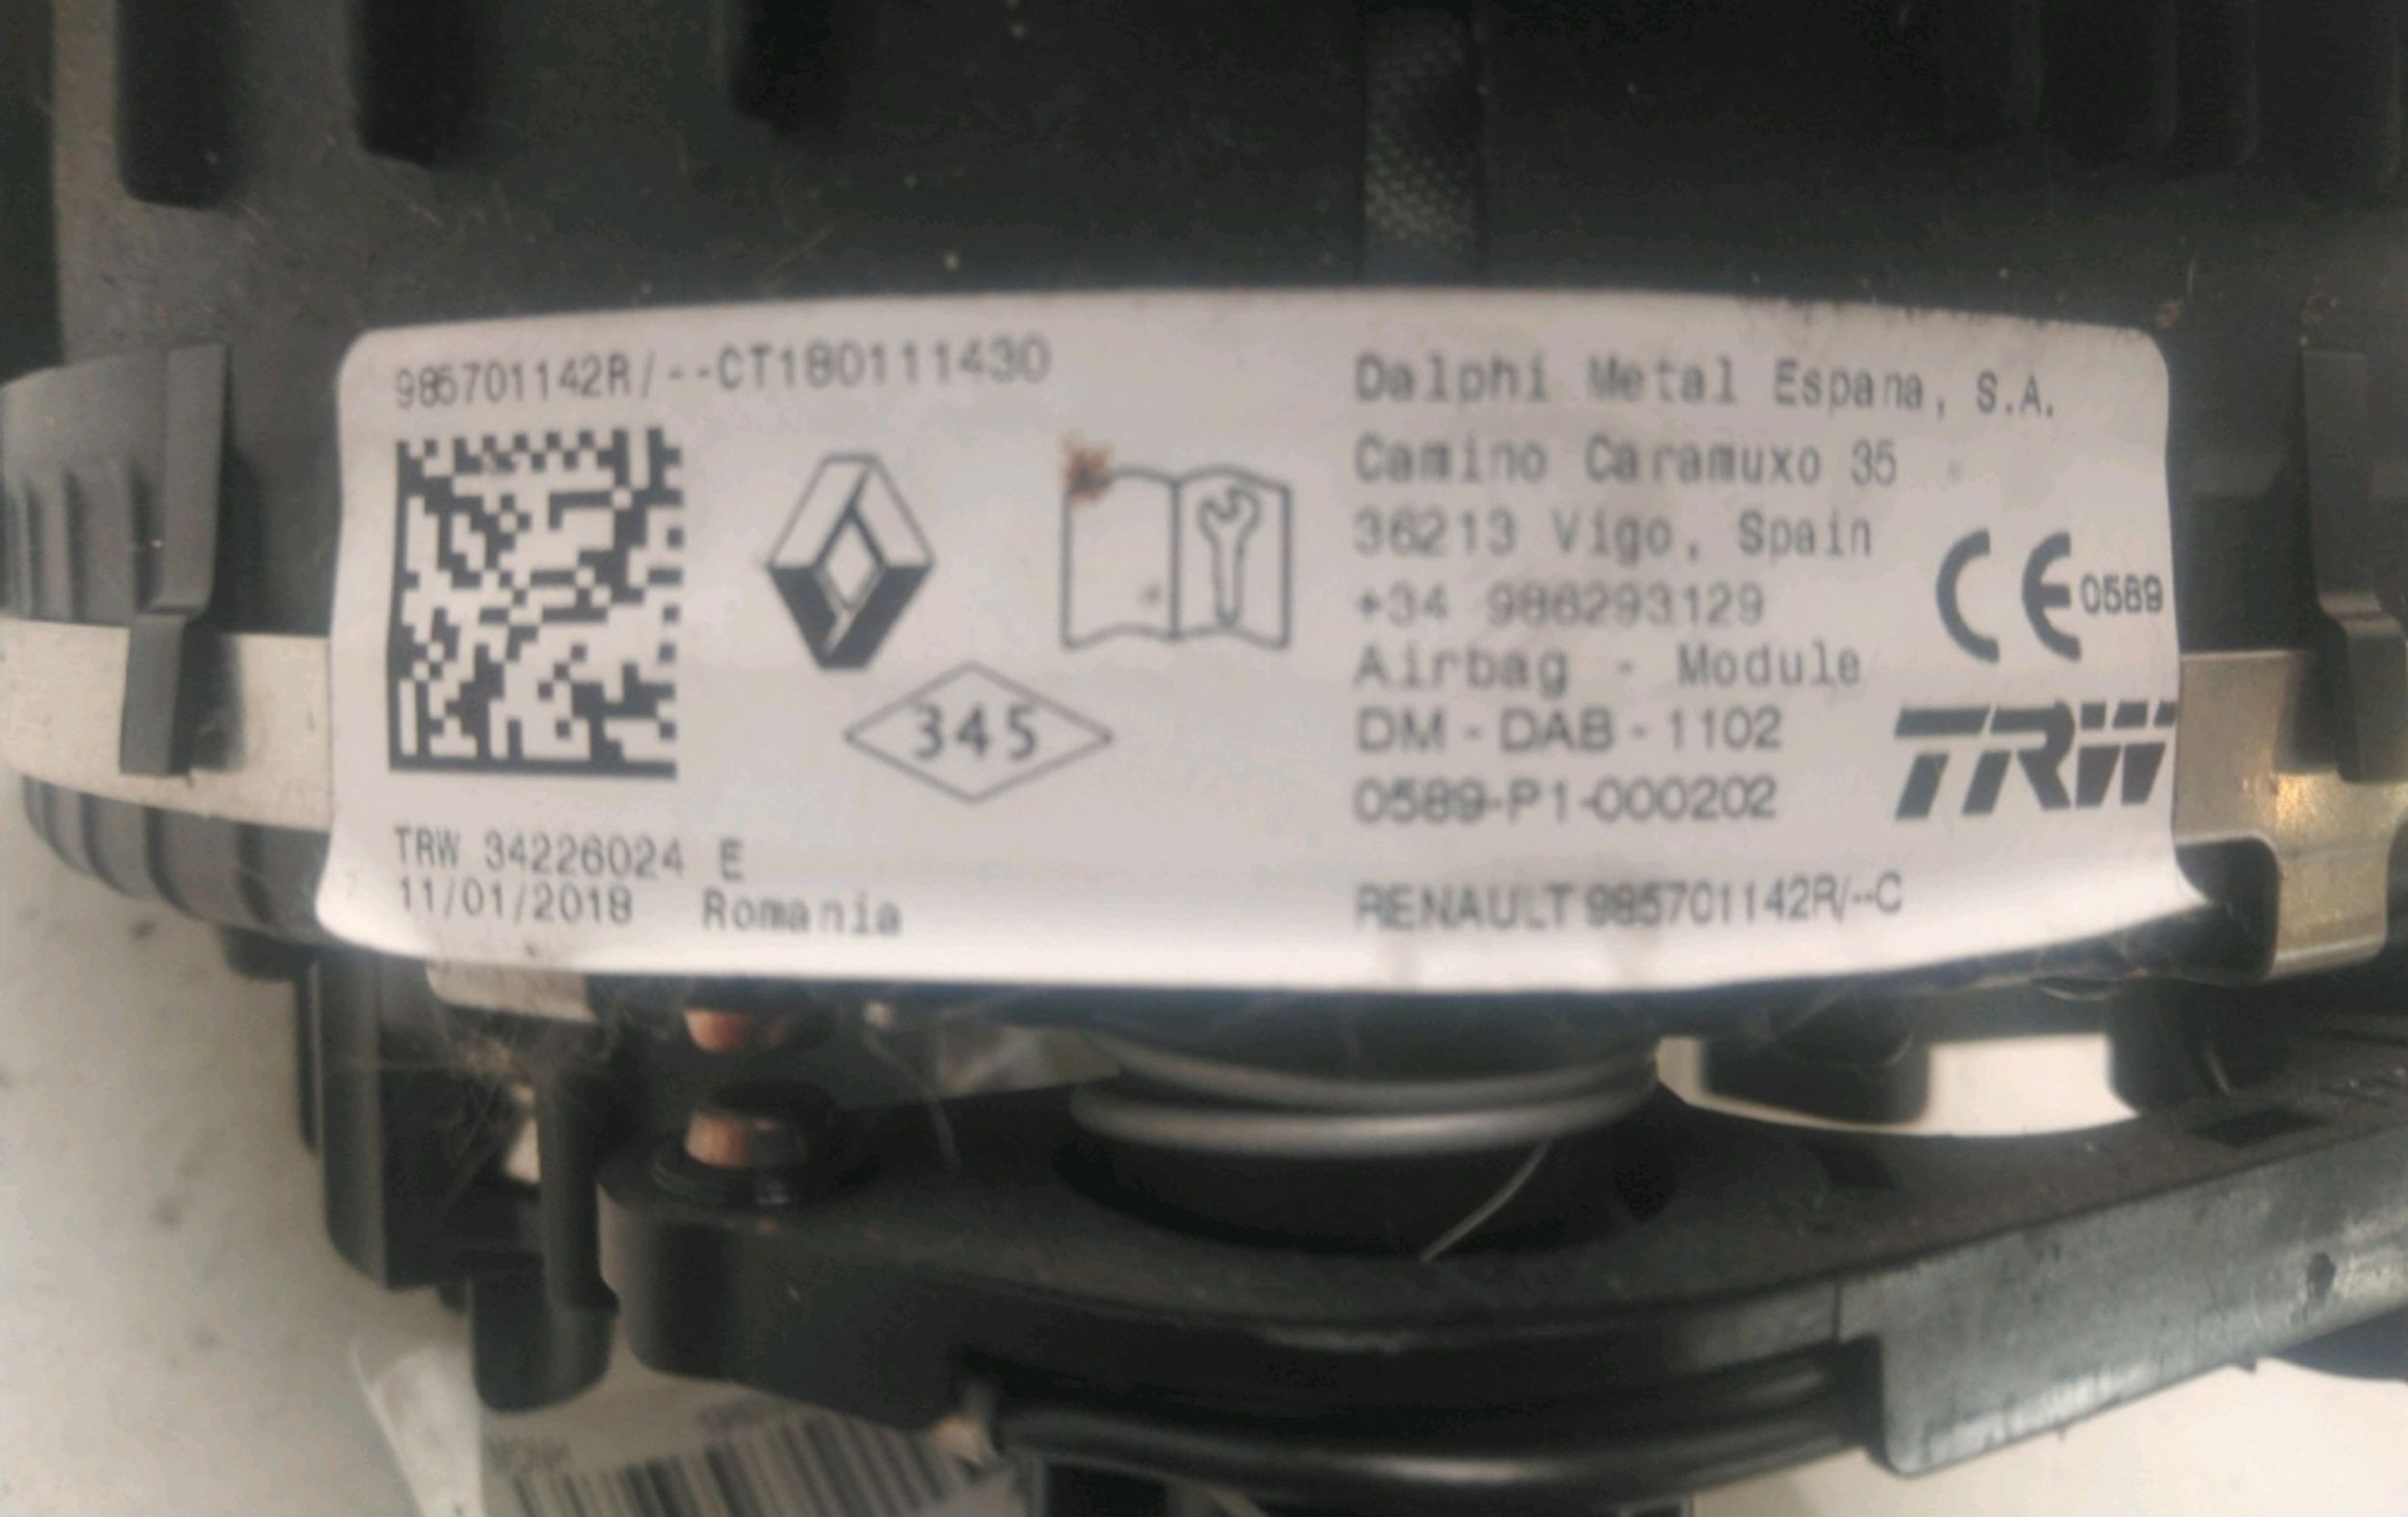 985701142R/--CT180111430
345
TRW 34226024 E
11/01/2018 Romania
Dalphi Metal Espana, S.A.
Camino Caramuxo 35
36213 Vigo, Spain
+34 986293129
Airbag - Module
DM-DAB-1102
0589-P1-000202
RENAULT 985701142R/--C
CE 0589
TRW